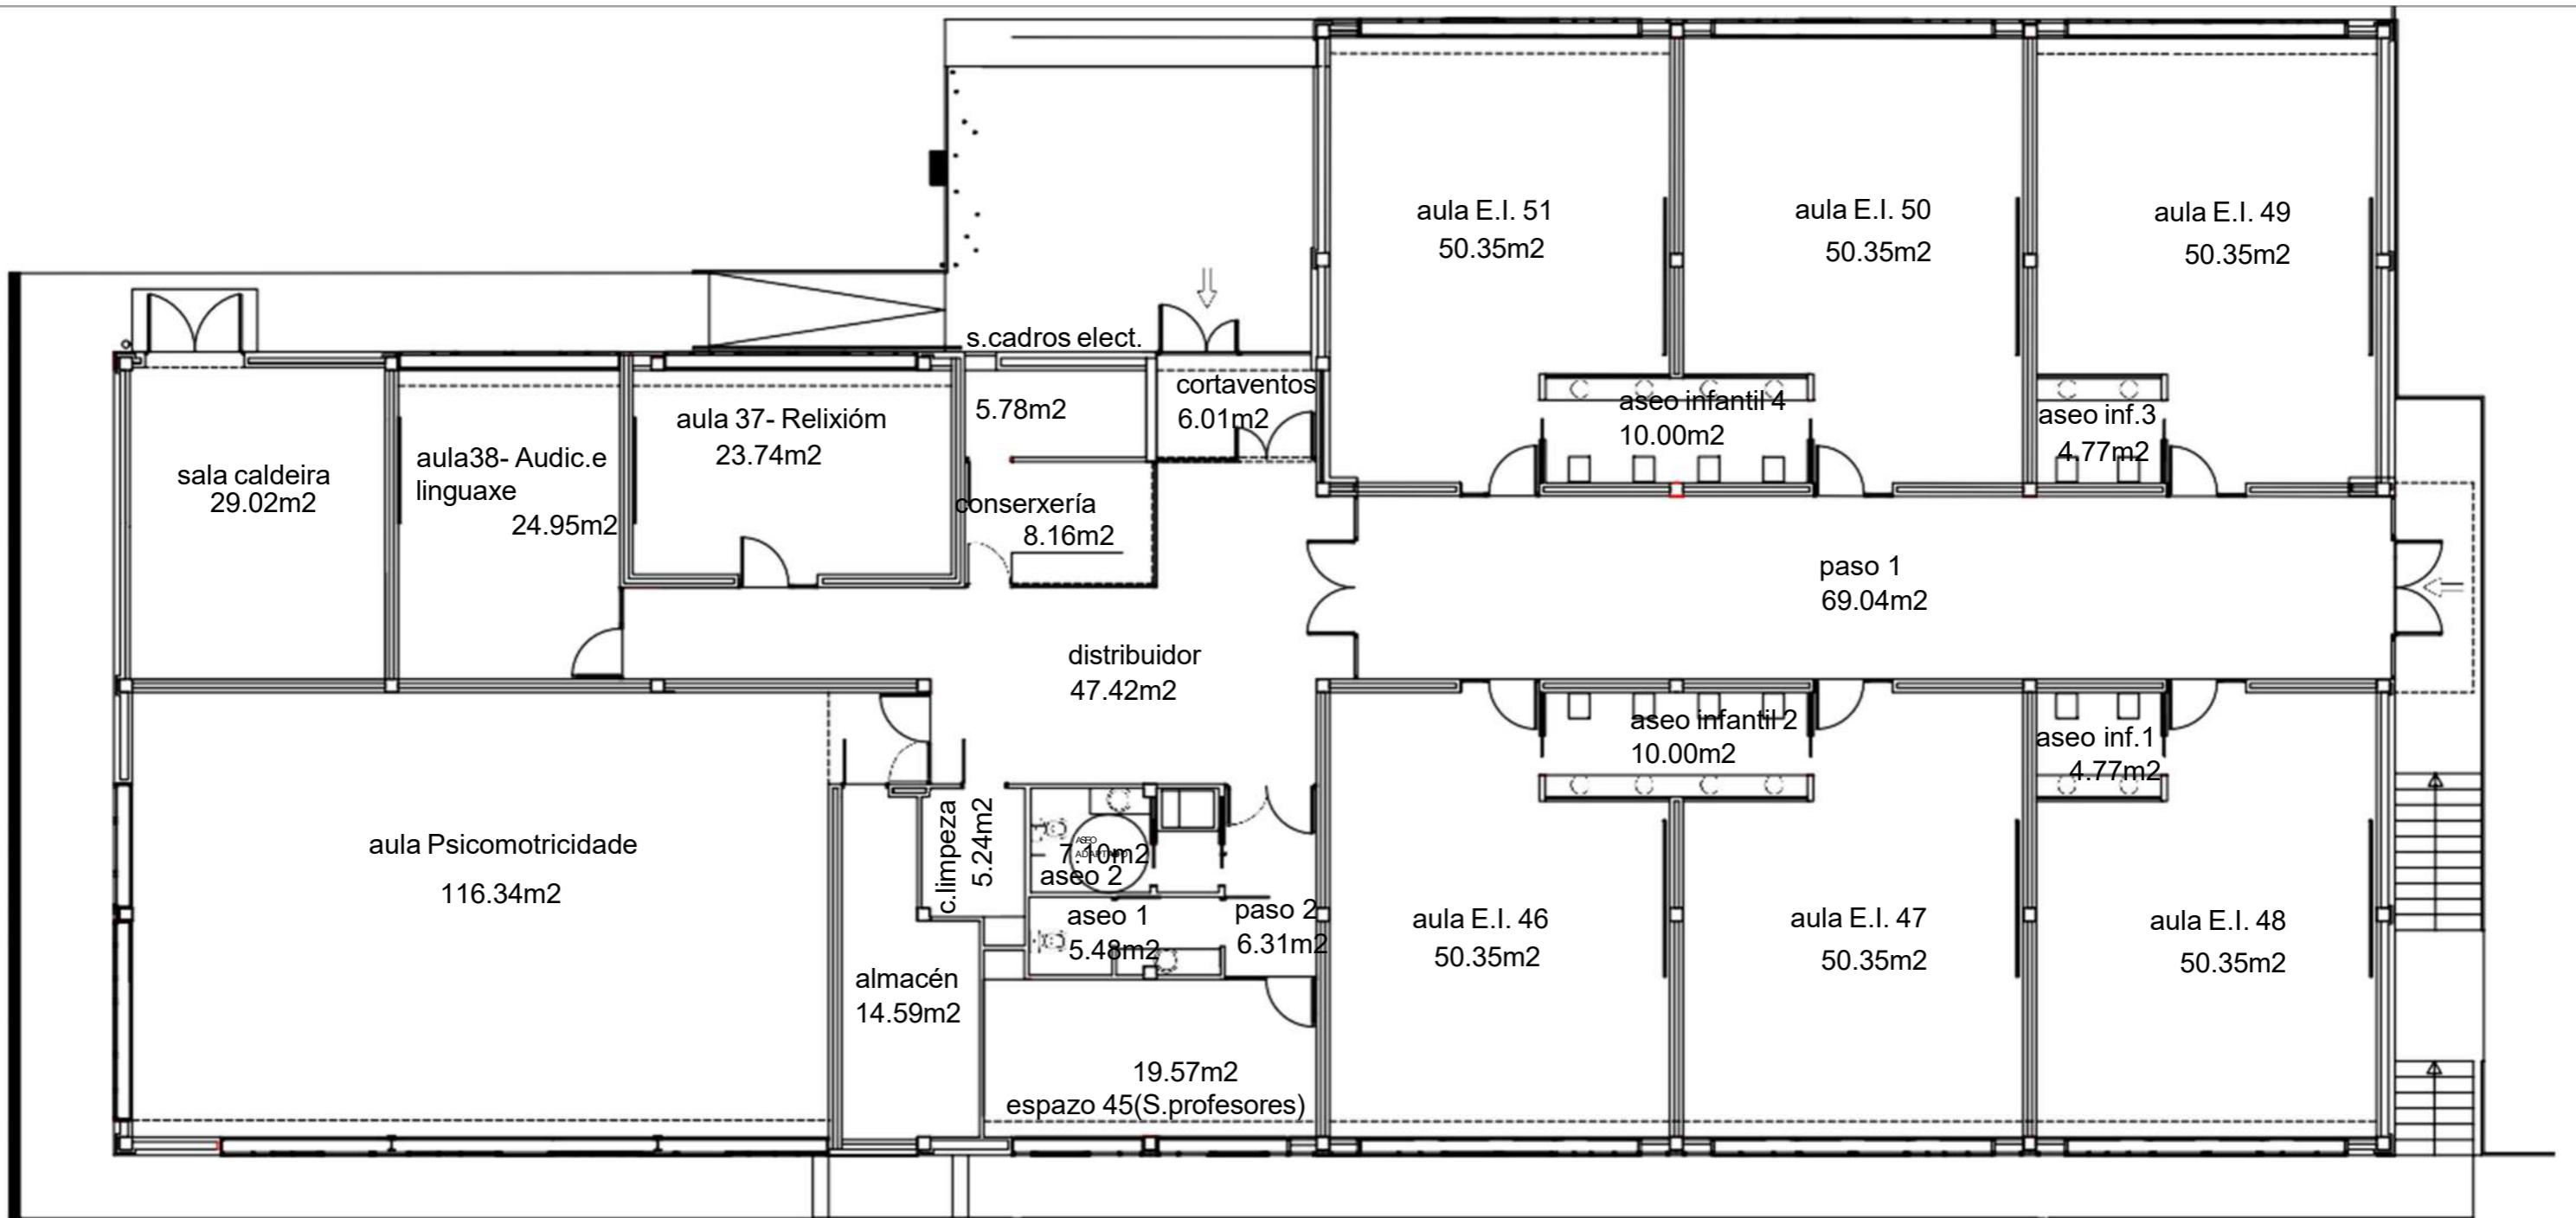 aula E.I. 51
50.35m2
aula E.I. 50
50.35m2
aula E.I. 49
50.35m2
s.cadros elect.
5.78m2
cortaventos
6.01m2
aula 37- Relixióm
23.74m2
aula38- Audic.e
linguaxe
24.95m2
sala caldeira
29.02m2
conserxería
8.16m2
aseo infantil 4
10.00m2
aseo inf.3
4.77m2
paso 1
69.04m2
distribuidor
47.42m2
aseo infantil 2
10.00m2
aseo inf.1
4.77m2
aula Psicomotricidade
116.34m2
c.limpeza
5.24m2
ASEO
ADAPTADO
7.10m2
aseo 2
aseo 1
5.48m2
paso 2
6.31m2
almacén
14.59m2
19.57m2
espazo 45(S.profesores)
aula E.I. 46
50.35m2
aula E.I. 47
50.35m2
aula E.I. 48
50.35m2